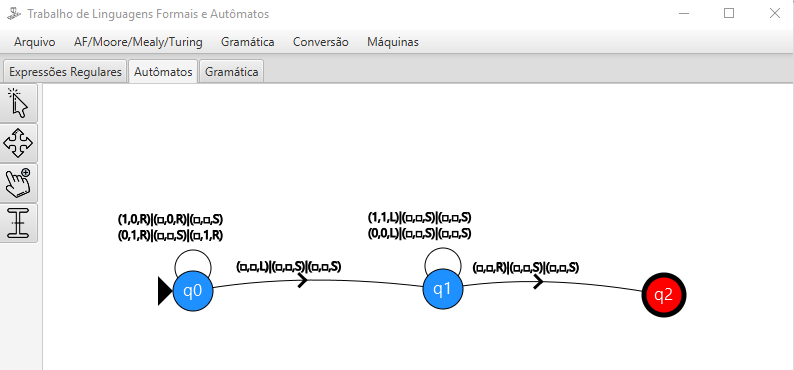 Trabalho de Linguagens Formais e Autômatos
Arquivo AF/Moore/Mealy/Turing Gramática Conversão Máquinas
Expressões Regulares Autômatos Gramática
(1,0,R)|(□,0,R)|(□,□,S)
(0,1,R)|(□,□,S)|(□,1,R)
(□,□,L)|(□,□,S)|(□,□,S)
(1,1,L)|(□,□,S)|(□,□,S)
(0,0,L)|(□,□,S)|(□,□,S)
(□,□,R)|(□,□,S)|(□,□,S)
q0
q1
q2